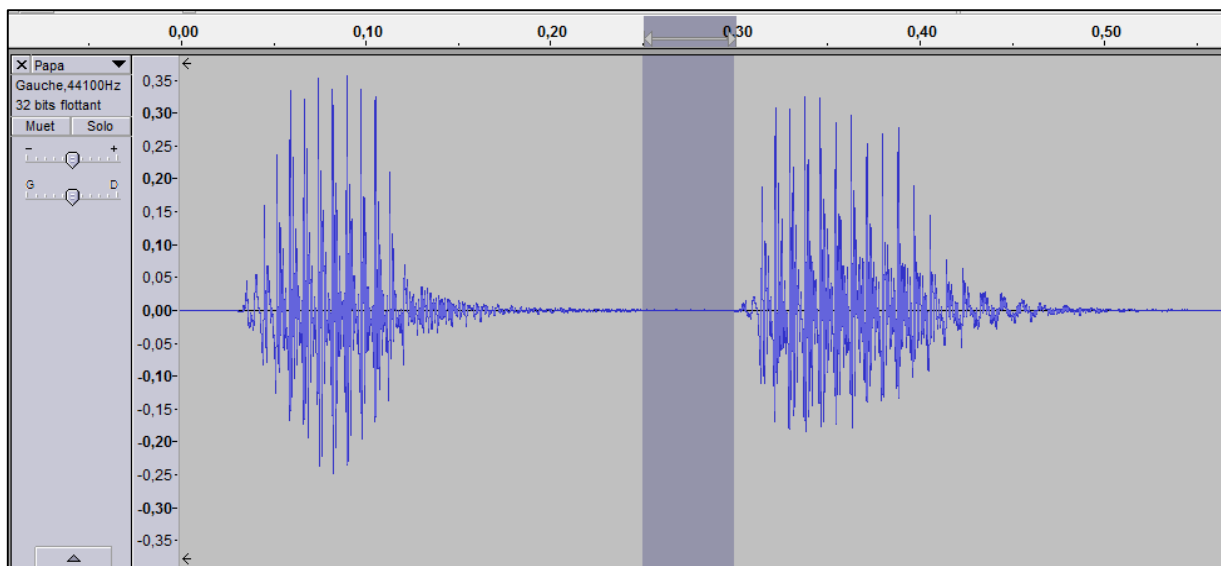 0,00 0,10 0,20 0,30 0,40 0,50
X Papa
Gauche,44100Hz
32 bits flottant
Muet Solo
- +
G D
0,35-
0,30-
0,25-
0,20-
0,15-
0,10-
0,05-
0,00-
-0,05-
-0,10-
-0,15-
-0,20-
-0,25-
-0,30-
-0,35-